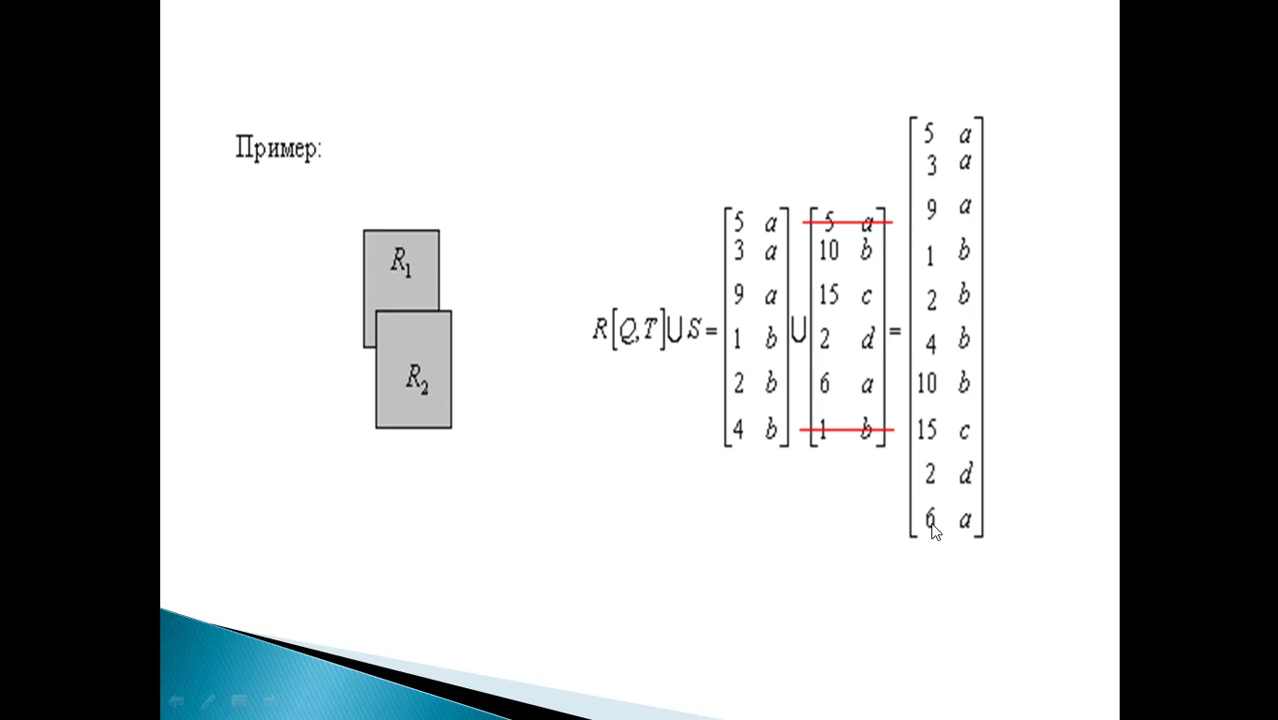 Пример:
R₁
R₂
R[Q,T]∪S= [5 a 3 a 9 a 1 b 2 b 4 b] ∪ [5 a 10 b 15 c 2 d 6 a 1 b] = [5 a 3 a 9 a 1 b 2 b 4 b 10 b 15 c 2 d 6 a]